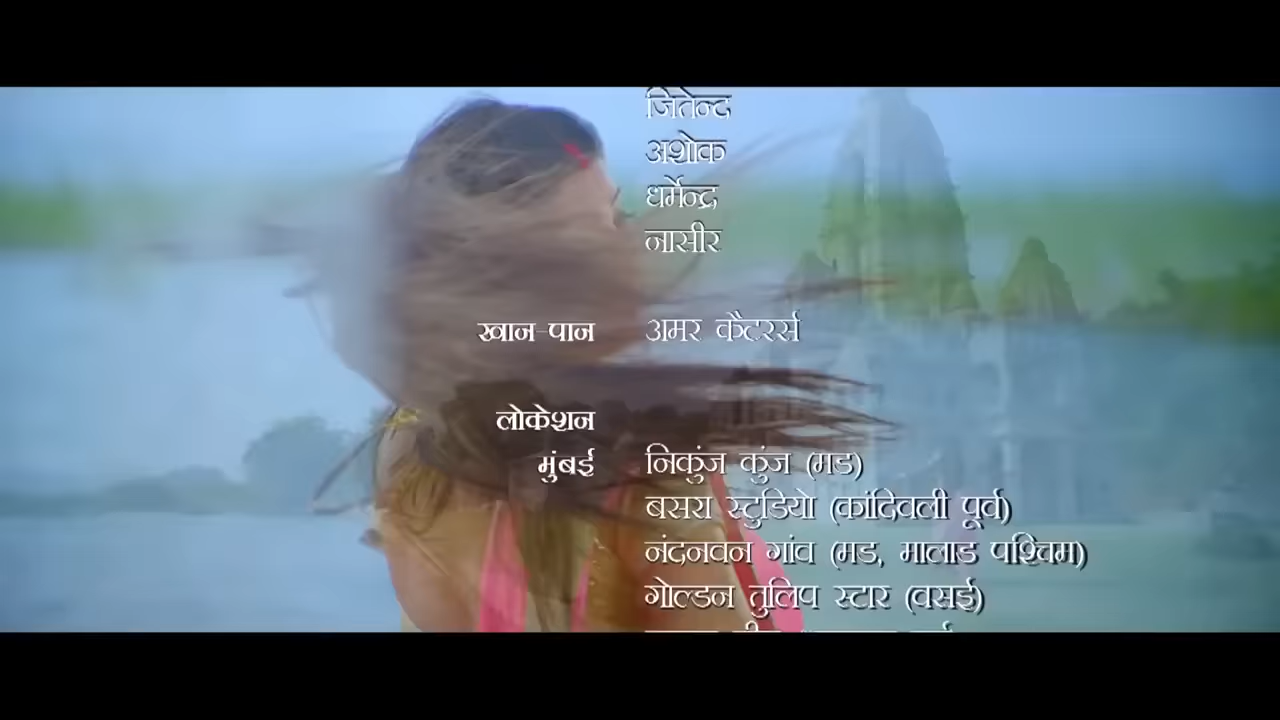 जितेन्द्र
अशोक
धर्मेन्द्र
नासीर
खान-पान अमर कैटरर्स
लोकेशन
मुंबई निकुंज कुंज (मड)
बसरा स्टुडियो (कांदिवली पूर्व)
नंदनवन गांव (मड, मालाड पश्चिम)
गोल्डन तुलिप स्टार (वसई)